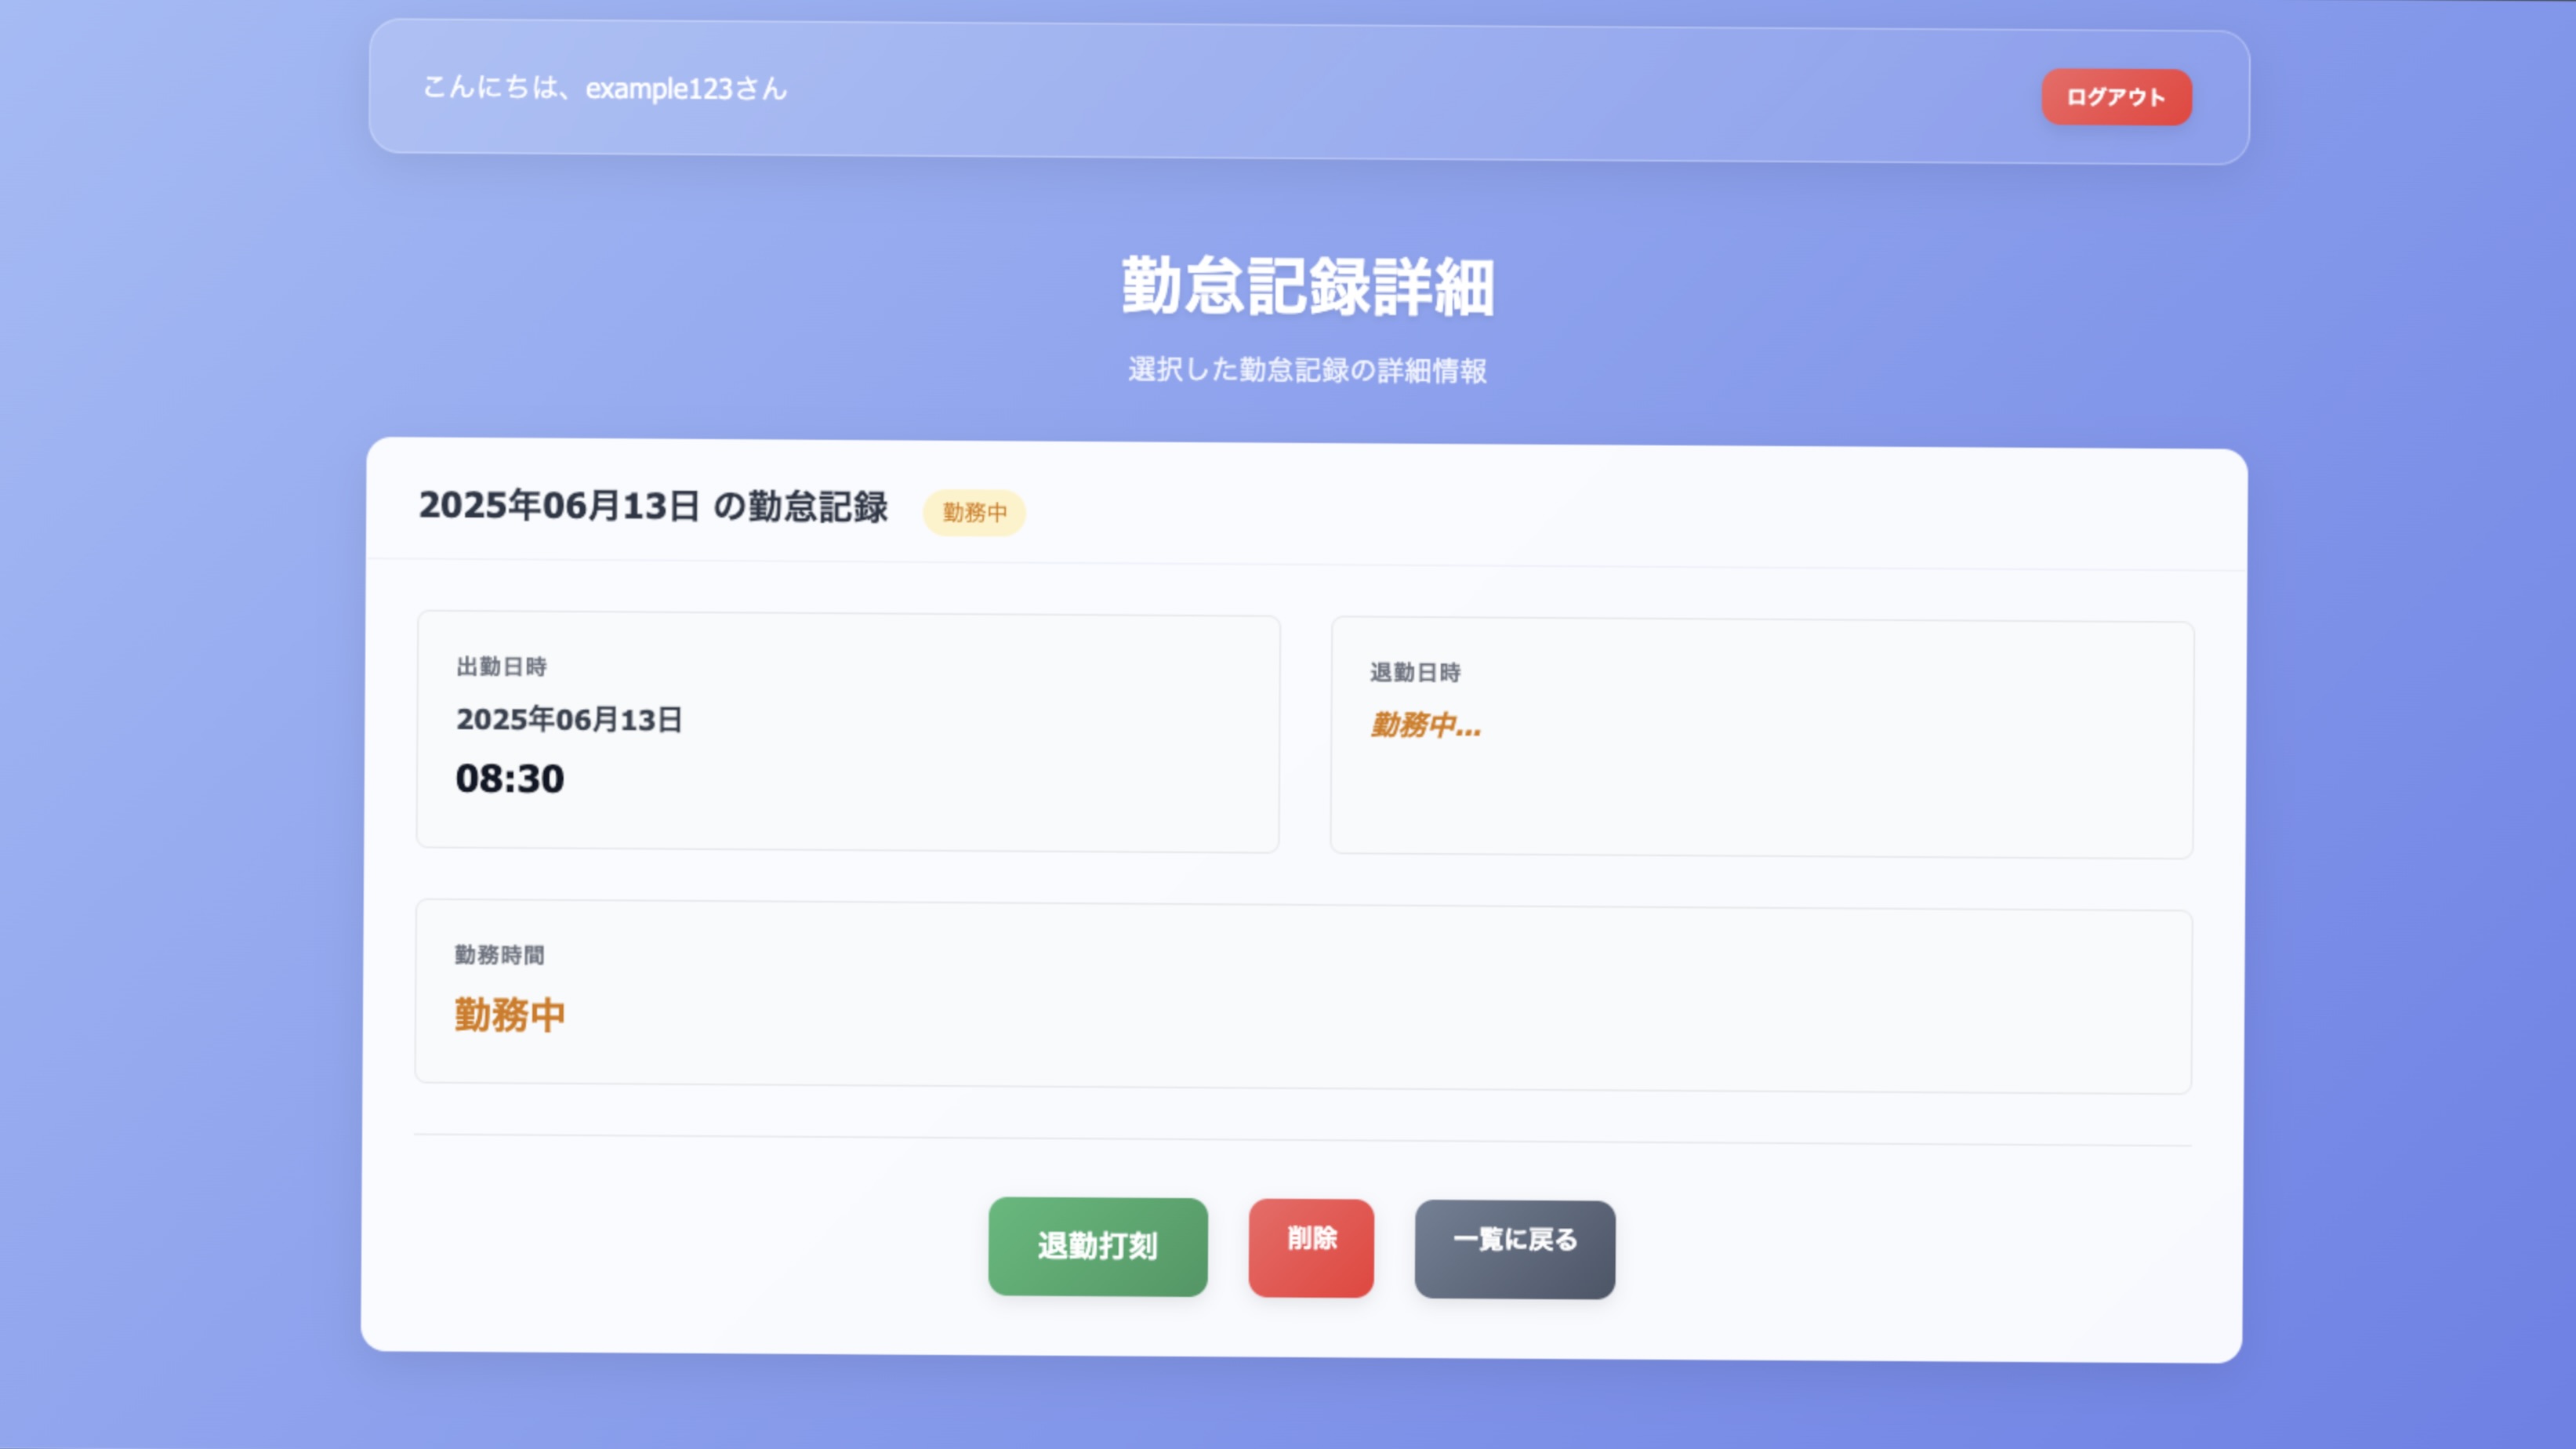 こんにちは、example123さん
ログアウト
勤怠記録詳細
選択した勤怠記録の詳細情報
2025年06月13日 の勤怠記録
勤務中
出勤日時
2025年06月13日
08:30
退勤日時
勤務中...
勤務時間
勤務中
退勤打刻
削除
一覧に戻る